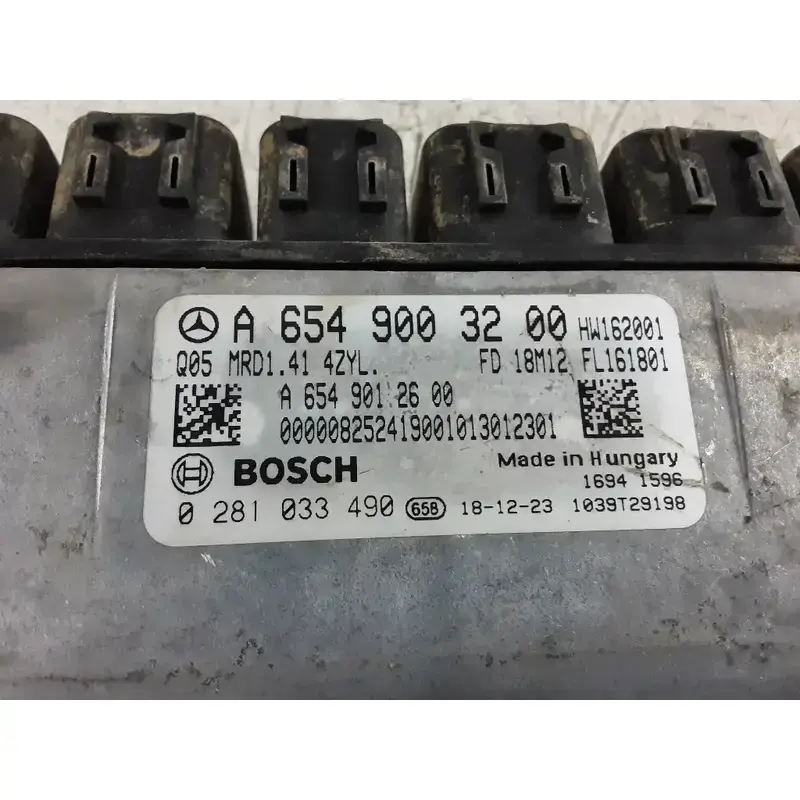 A 654 900 32 00 HW162001
Q05 MRD1.41 4ZYL. FD 18M12 FL161801
A 654 901 26 00
000008252419001013012301
BOSCH Made in Hungary
1694 1596
0 281 033 490 658 18-12-23 1039T29198